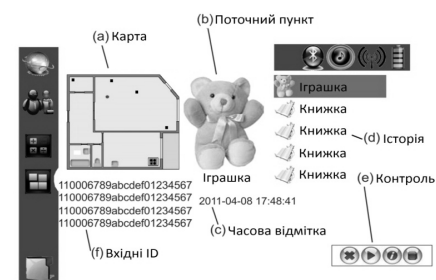 (b)Поточний пункт
(a) Карта
Іграшка
Книжка
Книжка
(d) Історія
Книжка
Книжка
(e) Контроль
Іграшка
110006789abcdef01234567
110006789abcdef01234567
110006789abcdef01234567
110006789abcdef01234567
2011-04-08 17:48:41
(c) Часова відмітка
(f) Вхідні ID